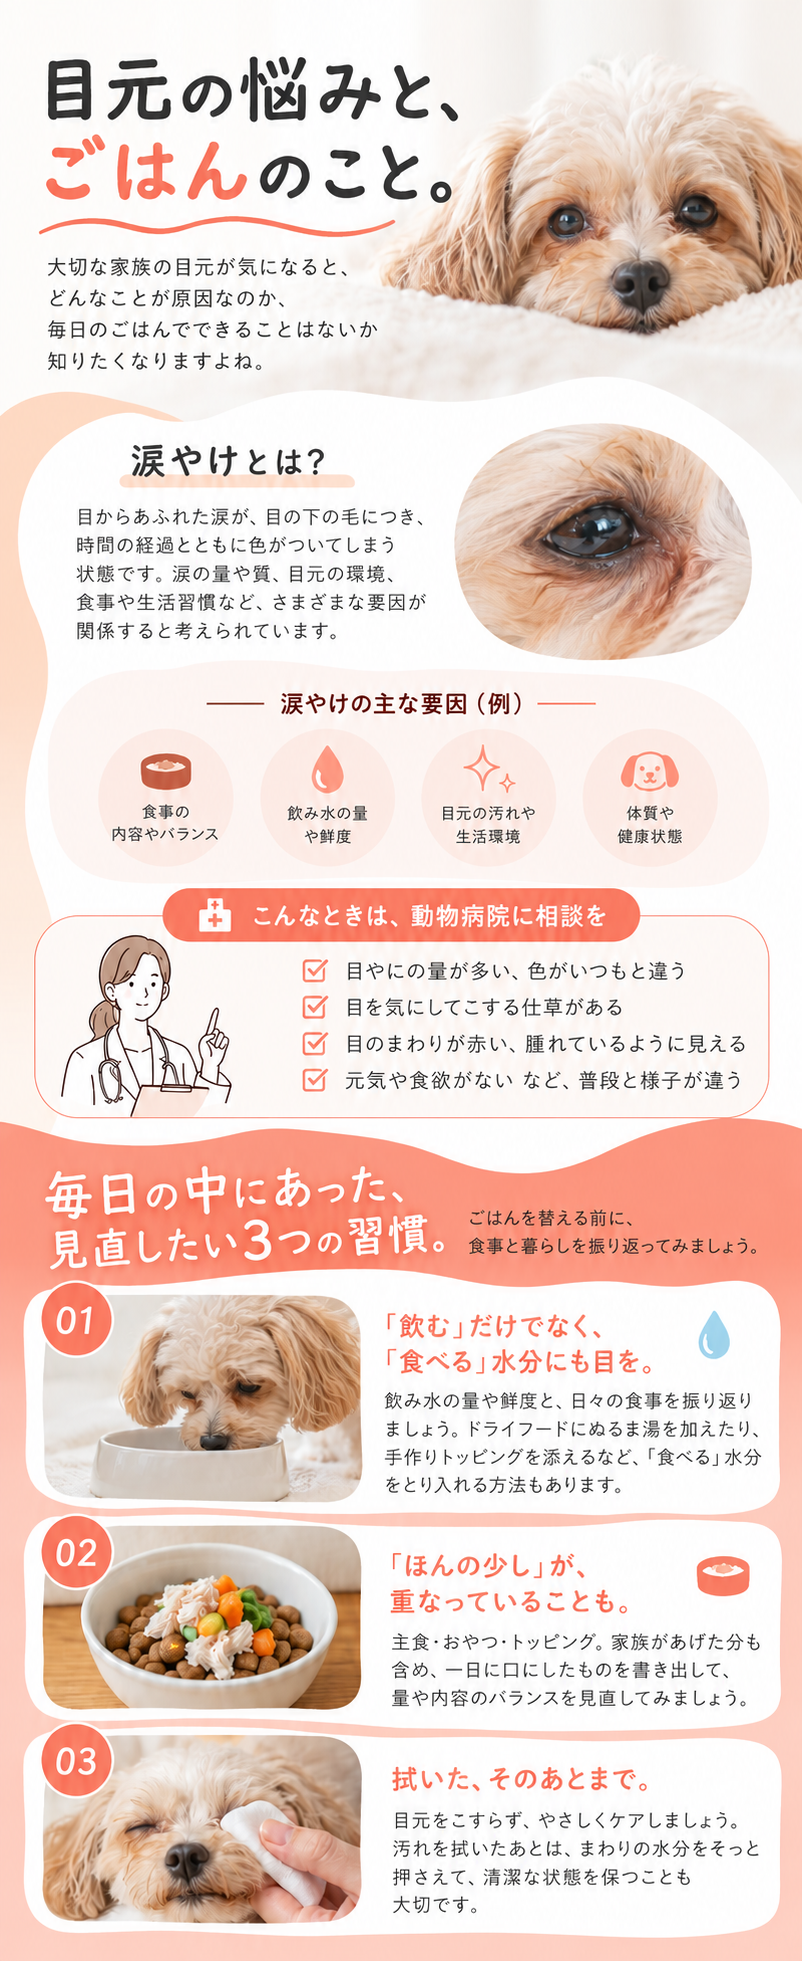 目元の悩みと、
ごはんのこと。
大切な家族の目元が気になると、
どんなことが原因なのか、
毎日のごはんでできることはないか
知りたくなりますよね。
涙やけとは?
目からあふれた涙が、目の下の毛につき、
時間の経過とともに色がついてしまう
状態です。涙の量や質、目元の環境、
食事や生活習慣など、さまざまな要因が
関係すると考えられています。
涙やけの主な要因(例)
食事の
内容やバランス
飲み水の量
や鮮度
目元の汚れや
生活環境
体質や
健康状態
こんなときは、動物病院に相談を
目やにの量が多い、色がいつもと違う
目を気にしてこする仕草がある
目のまわりが赤い、腫れているように見える
元気や食欲がない など、普段と様子が違う
毎日の中にあった、
見直したい3つの習慣。
ごはんを替える前に、
食事と暮らしを振り返ってみましょう。
01
「飲む」だけでなく、
「食べる」水分にも目を。
飲み水の量や鮮度と、日々の食事を振り返り
ましょう。ドライフードにぬるま湯を加えたり、
手作りトッピングを添えるなど、「食べる」水分
をとり入れる方法もあります。
02
「ほんの少し」が、
重なっていることも。
主食・おやつ・トッピング。家族があげた分も
含め、一日に口にしたものを書き出して、
量や内容のバランスを見直してみましょう。
03
拭いた、そのあとまで。
目元をこすらず、やさしくケアしましょう。
汚れを拭いたあとは、まわりの水分をそっと
押さえて、清潔な状態を保つことも
大切です。